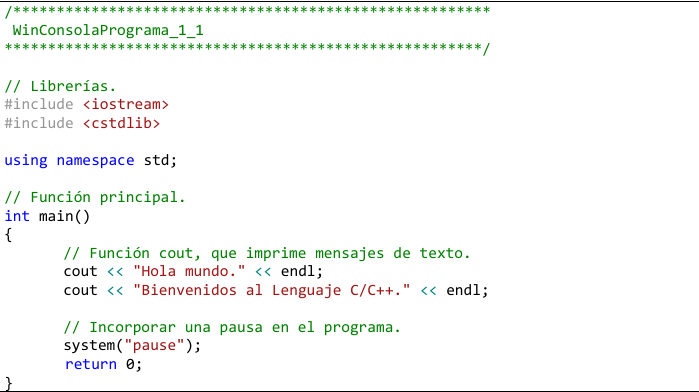 /*******************************************************
WinConsolaPrograma_1_1
*******************************************************/
// Librerías.
#include <iostream>
#include <cstdlib>
using namespace std;
// Función principal.
int main()
{
// Función cout, que imprime mensajes de texto.
cout << "Hola mundo." << endl;
cout << "Bienvenidos al Lenguaje C/C++." << endl;
// Incorporar una pausa en el programa.
system("pause");
return 0;
}